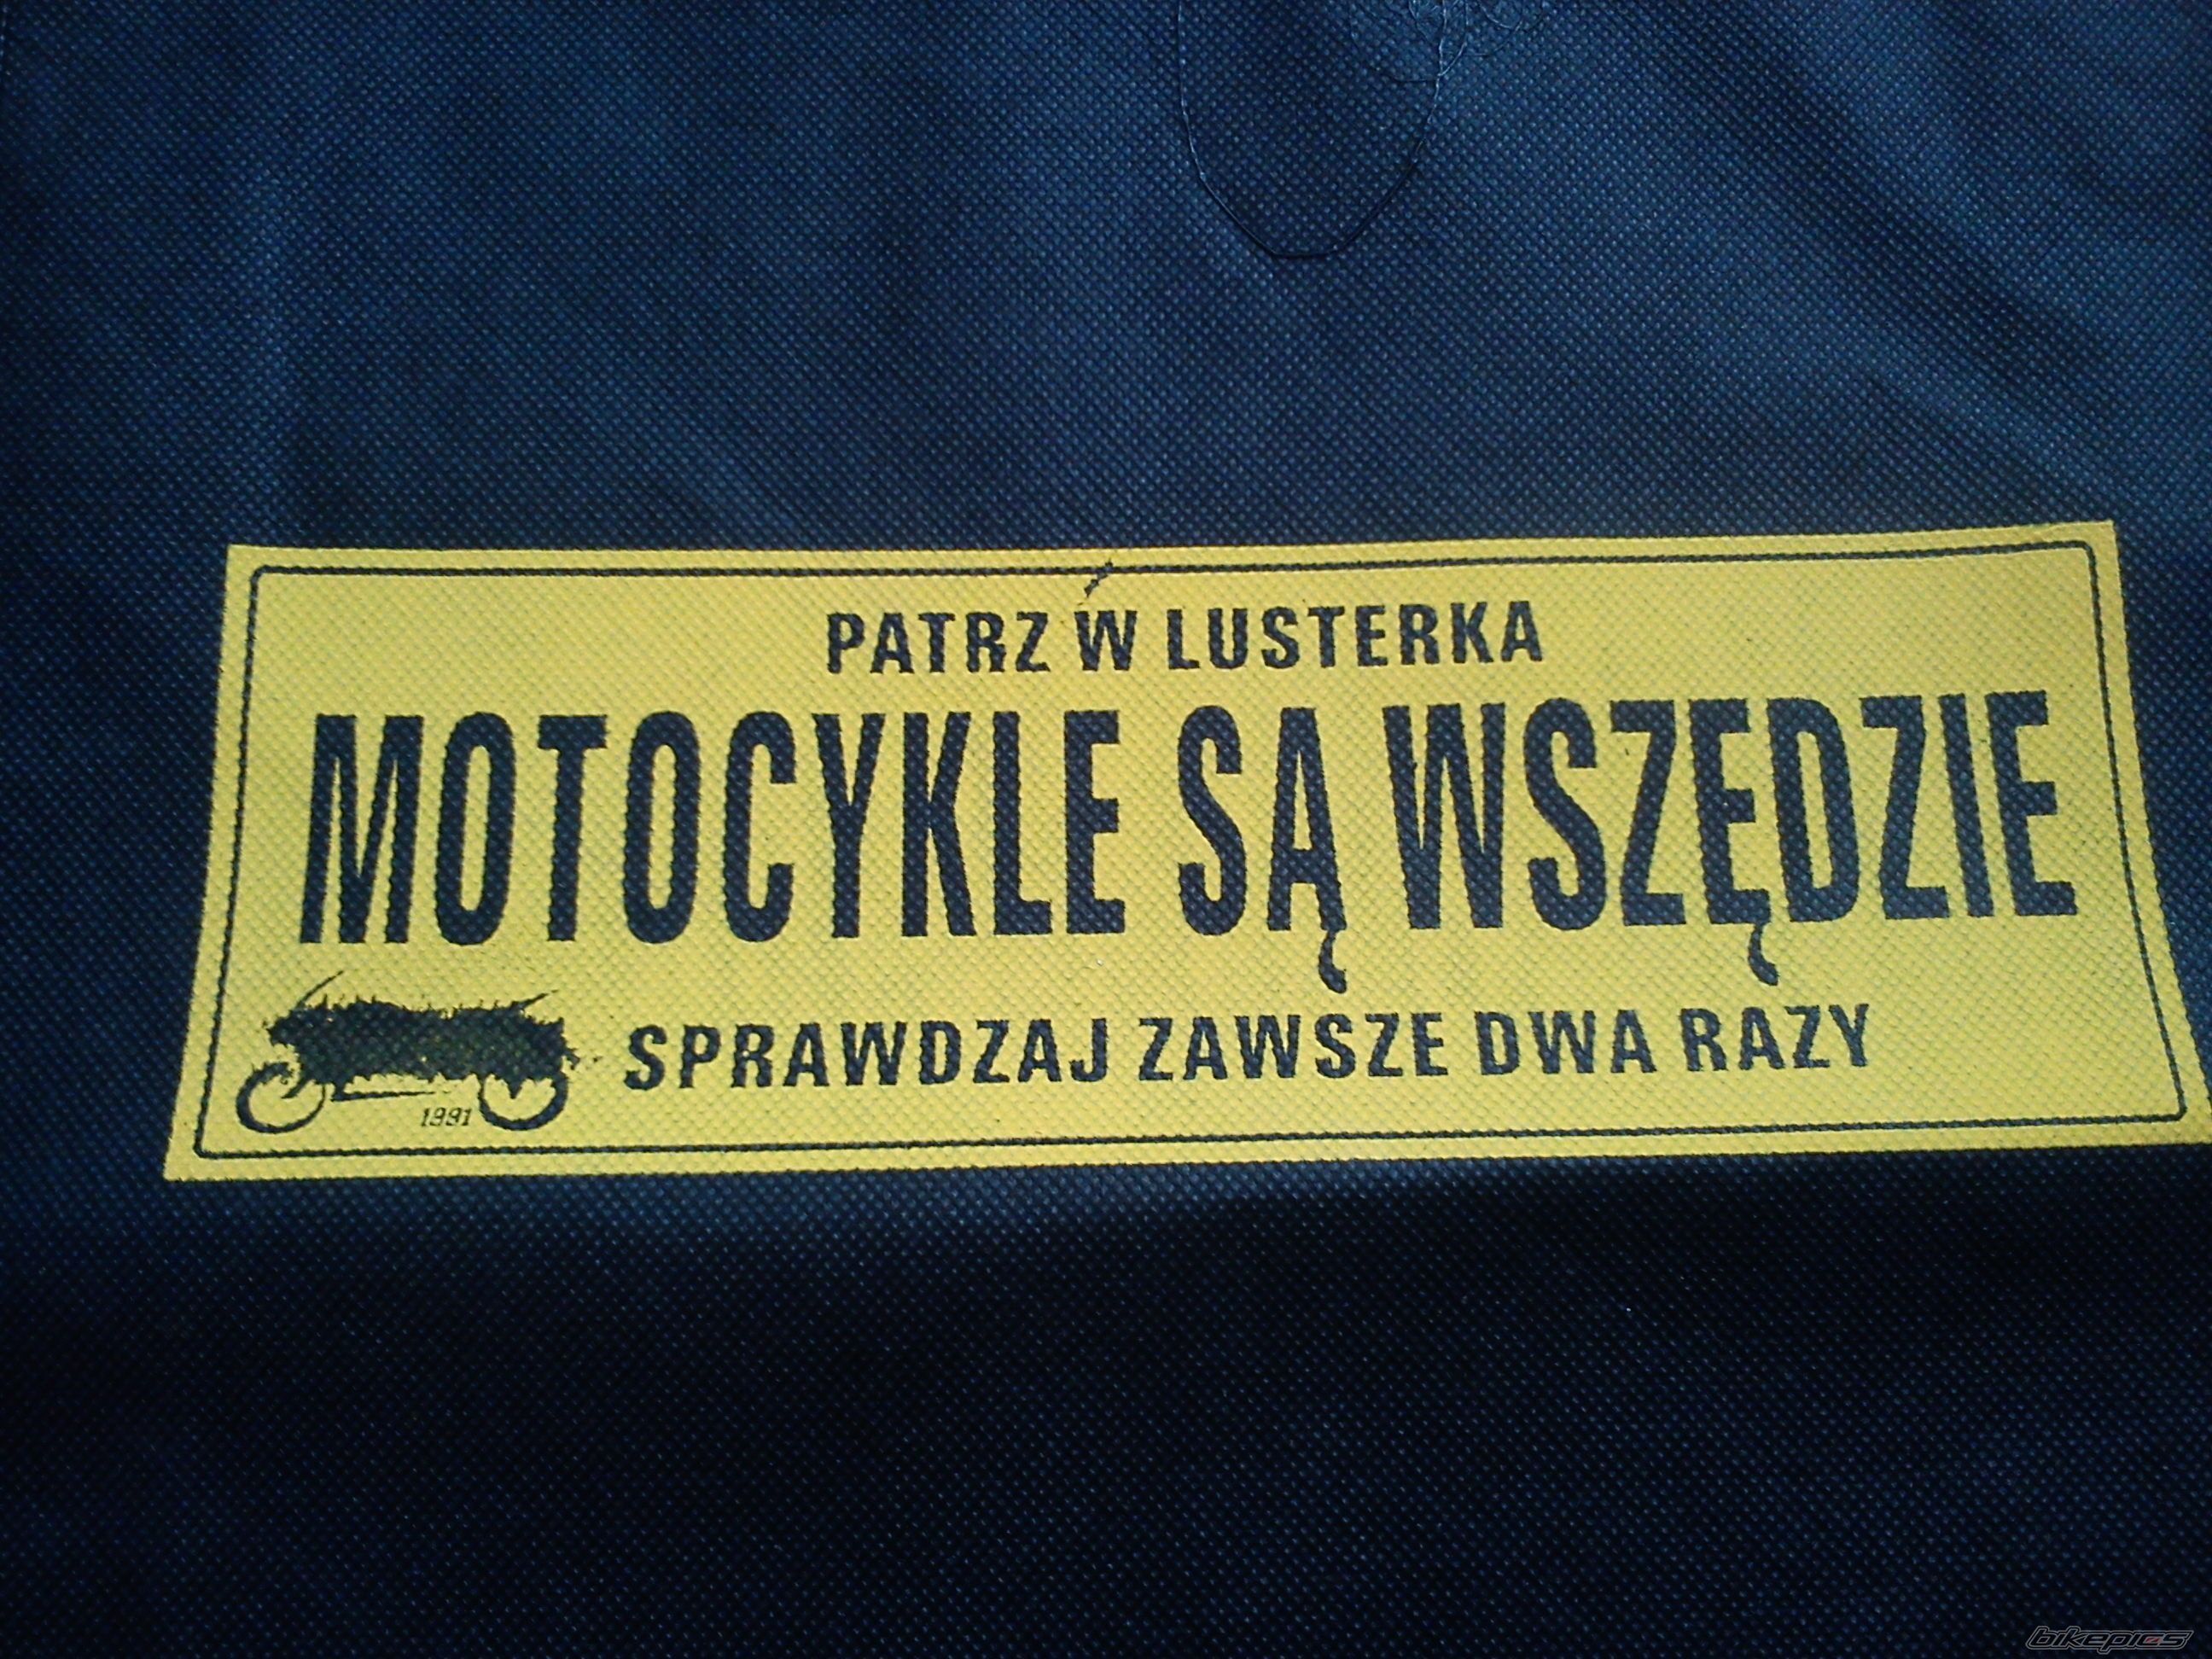 PATRZ W LUSTERKA
MOTOCYKLE SĄ WSZĘDZIE
SPRAWDZAJ ZAWSZE DWA RAZY
1991
bikepics